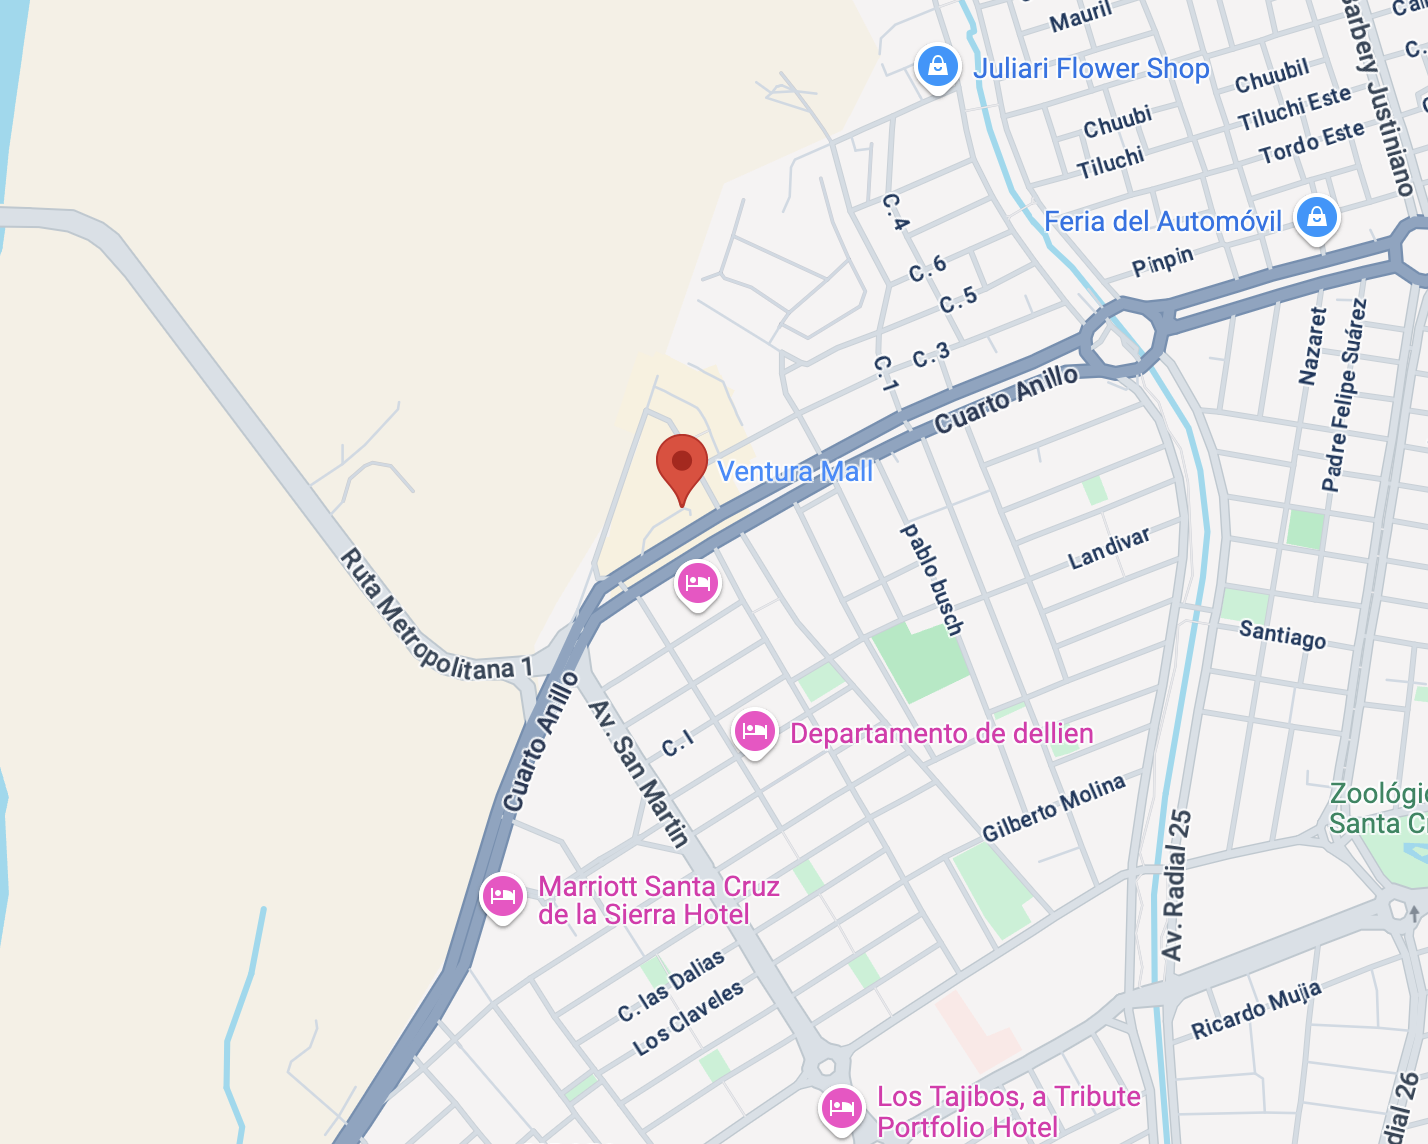 Mauril
Juliari Flower Shop
Chuubil
Tiluchi Este
Chuubi
Tordo Este
Tiluchi
Barbery Justiniano
C. 4
Feria del Automóvil
Pinpin
C. 6
C. 5
C. 3
C. 1
Cuarto Anillo
Nazaret
Padre Felipe Suárez
Ventura Mall
Landivar
pablo busch
Ruta Metropolitana 1
Santiago
Cuarto Anillo
Av. San Martin
C. I
Departamento de dellien
Gilberto Molina
Zoológi
Santa C
Av. Radial 25
Marriott Santa Cruz
de la Sierra Hotel
C. las Dalias
Los Claveles
Ricardo Mujia
Los Tajibos, a Tribute
Portfolio Hotel
dial 26